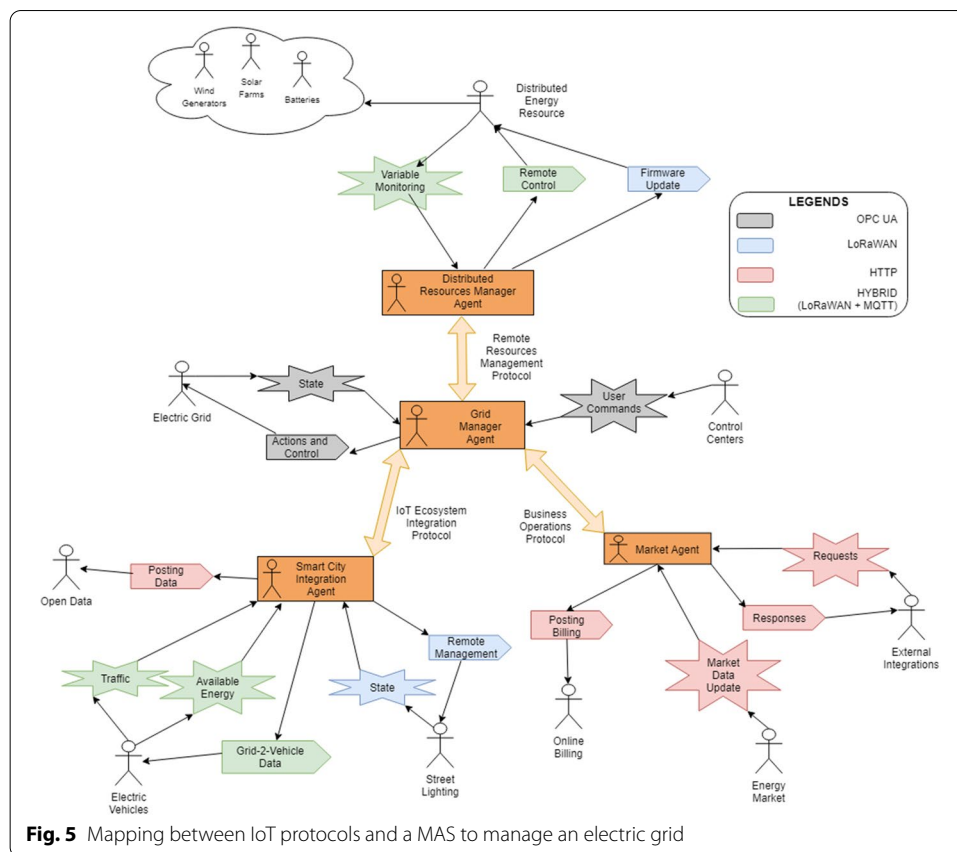 Wind
Generators
Solar
Farms
Batteries
Distributed
Energy
Resource
Variable
Monitoring
Remote
Control
Firmware
Update
LEGENDS
OPC UA
LoRaWAN
HTTP
HYBRID
(LoRaWAN + MQTT)
Distributed
Resources Manager
Agent
Remote
Resources
Management
Protocol
Electric Grid
State
Actions and
Control
Grid
Manager
Agent
User
Commands
Control
Centers
IoT Ecosystem
Integration
Protocol
Business
Operations
Protocol
Open Data
Posting Data
Smart City
Integration
Agent
Market Agent
Requests
Traffic
Available
Energy
State
Remote
Management
Posting
Billing
Responses
External
Integrations
Market
Data
Update
Electric
Vehicles
Grid-2-Vehicle
Data
Street
Lighting
Online
Billing
Energy
Market
Fig. 5 Mapping between IoT protocols and a MAS to manage an electric grid